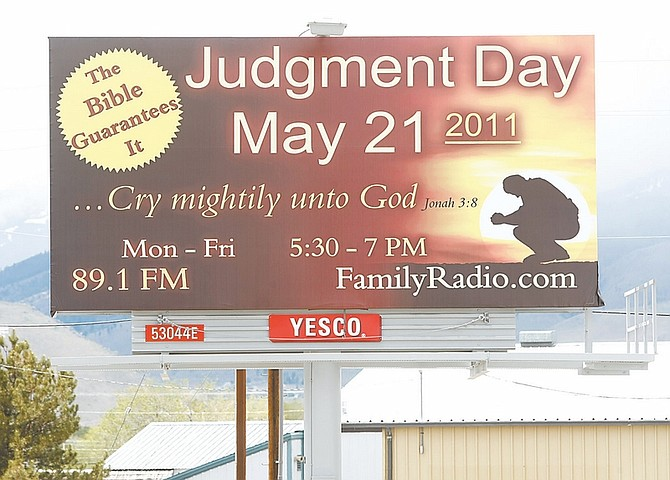 The
Bible
Guarantees
It
Judgment Day
May 21 2011
...Cry mightily unto God Jonah 3:8
Mon – Fri 5:30 – 7 PM
89.1 FM FamilyRadio.com
53044E YESCO.